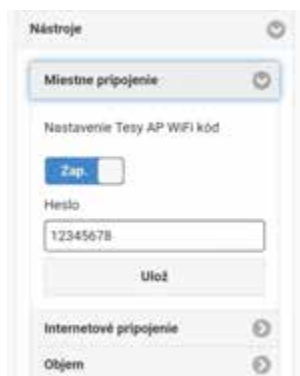 Nástroje
Miestne pripojenie
Nastavenie Tesy AP WiFi kód
Zap.
Heslo
12345678
Ulož
Internetové pripojenie
Objem